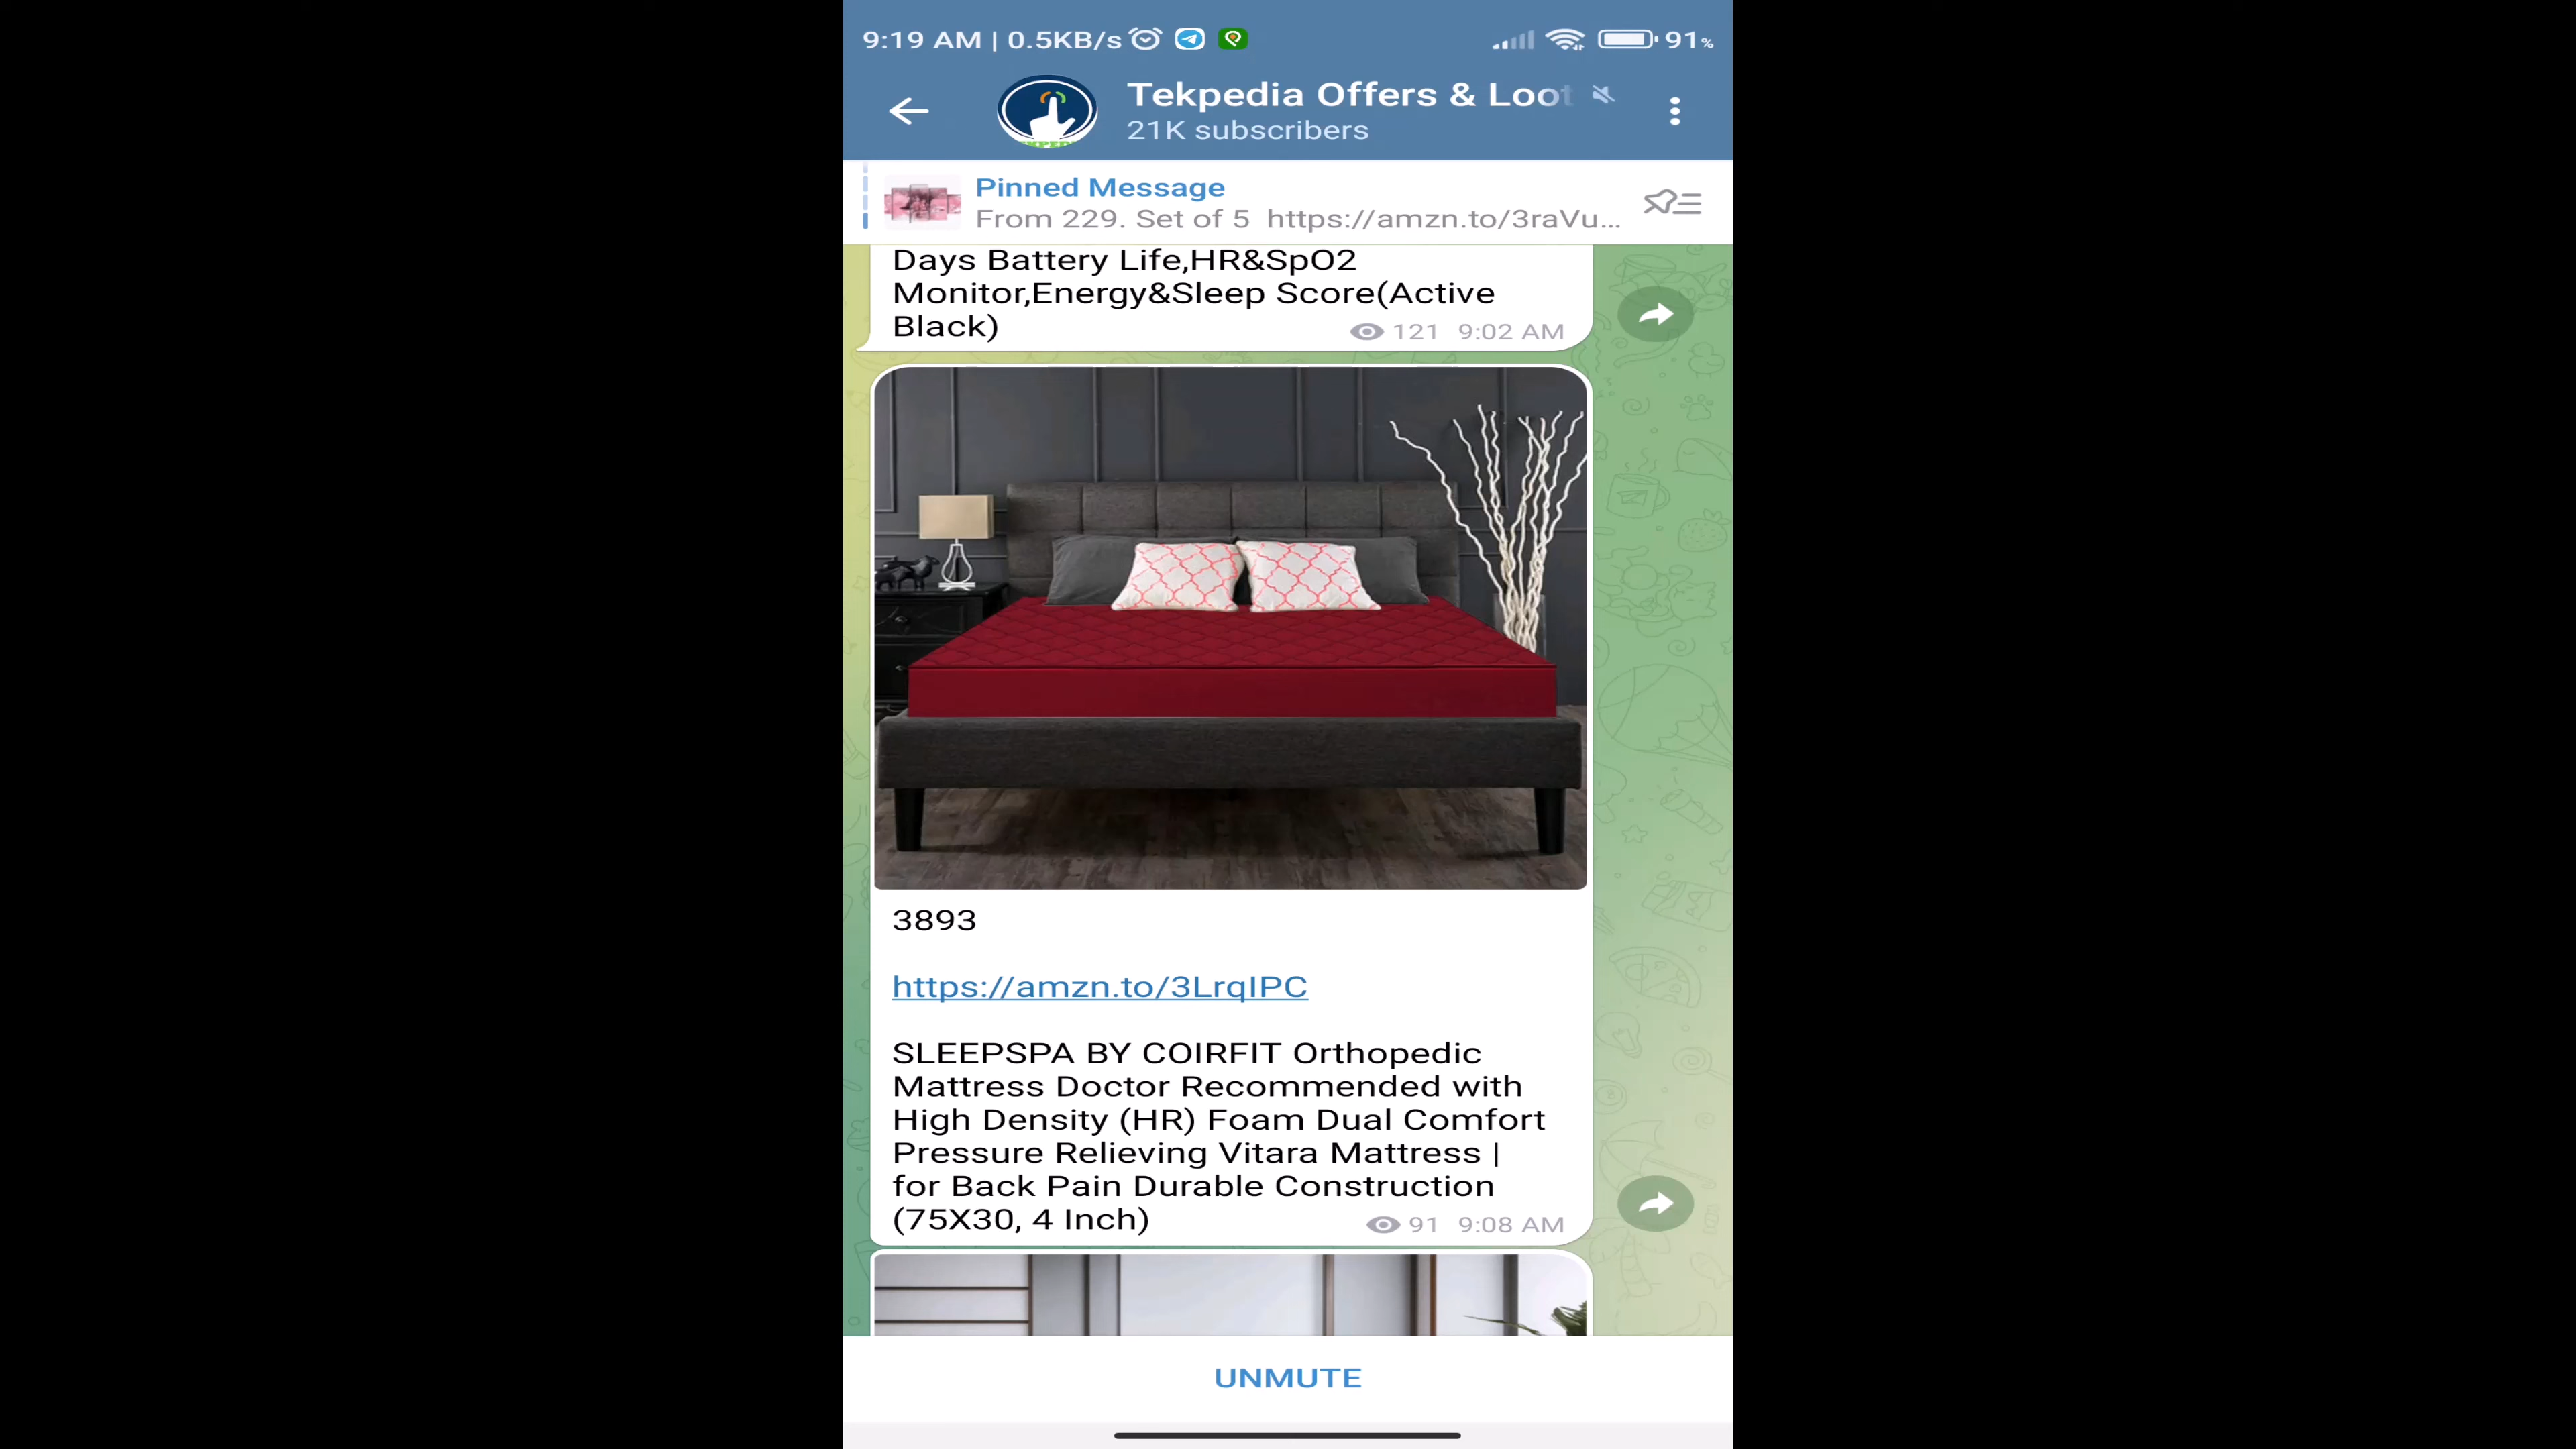 9:19 AM | 0.5KB/s
91%
Tekpedia Offers & Loot
21K subscribers
Pinned Message
From 229. Set of 5 https://amzn.to/3raVu...
Days Battery Life,HR&SpO2
Monitor,Energy&Sleep Score(Active
Black)
121 9:02 AM
3893
https://amzn.to/3LrqIPC
SLEEPSPA BY COIRFIT Orthopedic
Mattress Doctor Recommended with
High Density (HR) Foam Dual Comfort
Pressure Relieving Vitara Mattress |
for Back Pain Durable Construction
(75X30, 4 Inch)
91 9:08 AM
UNMUTE